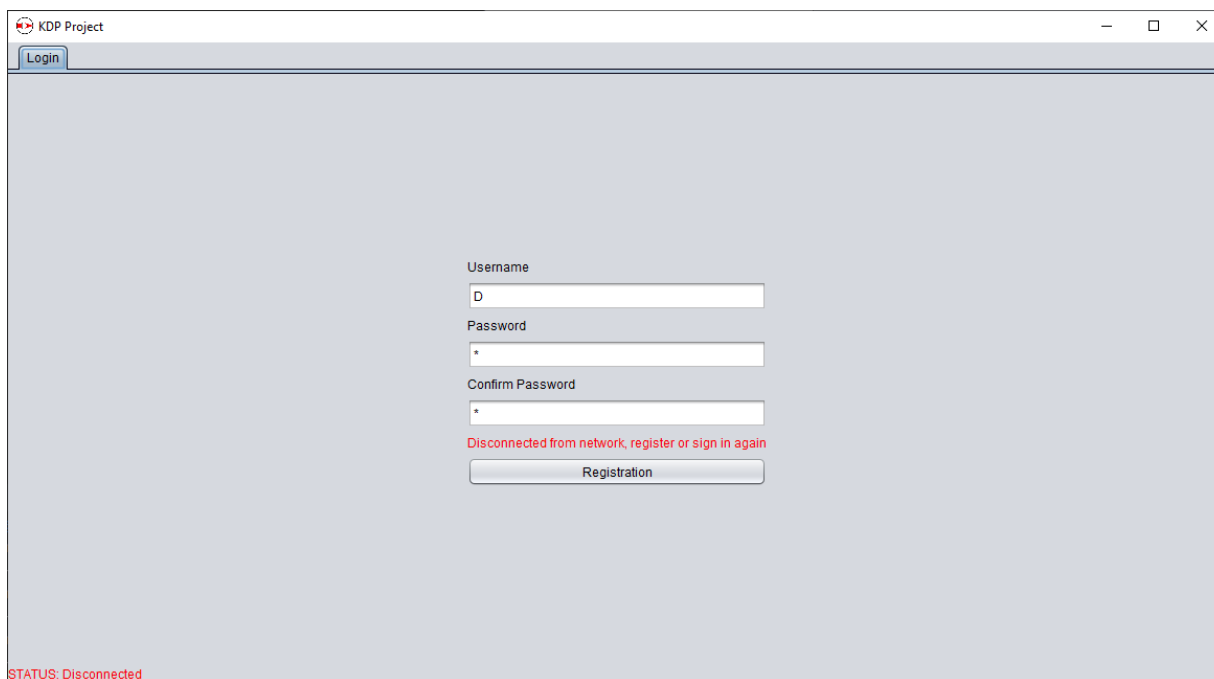 KDP Project
Login
Username
D
Password
*
Confirm Password
*
Disconnected from network, register or sign in again
Registration
STATUS: Disconnected